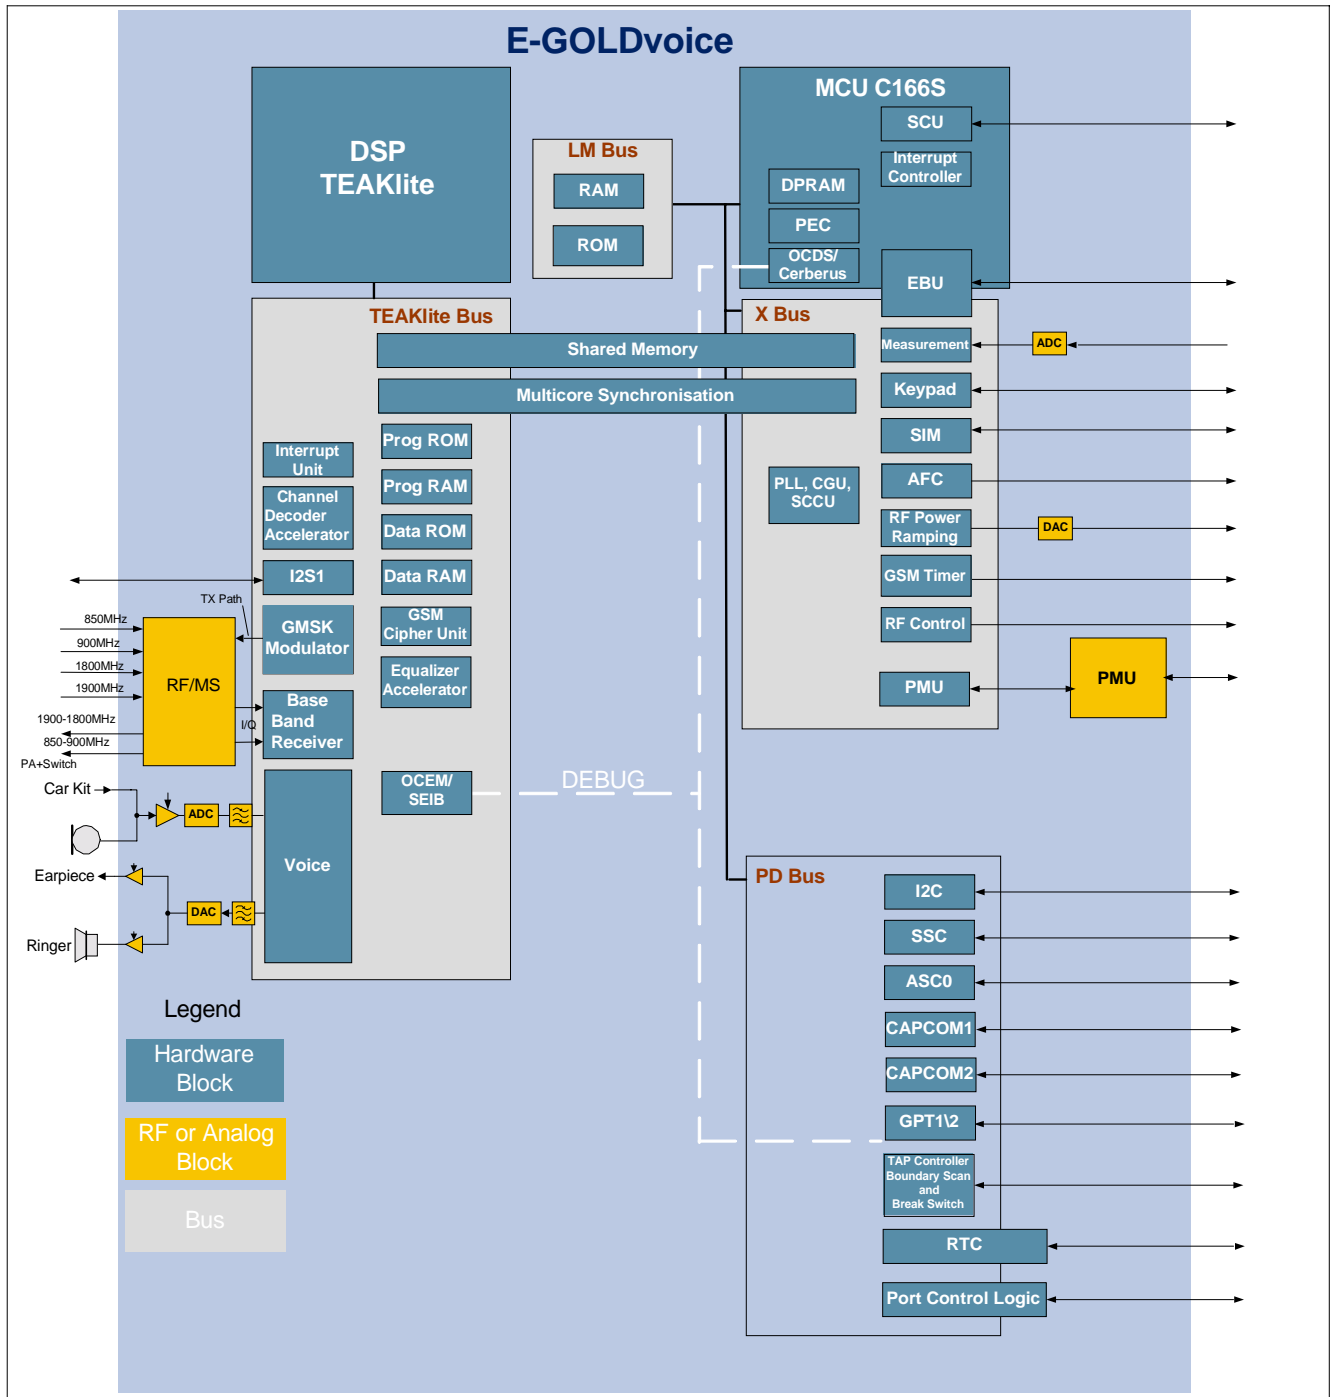 E-GOLDvoice
DSP
TEAKlite
LM Bus
RAM
ROM
MCU C166S
SCU
Interrupt
Controller
DPRAM
PEC
OCDS/
Cerberus
EBU
TEAKlite Bus
X Bus
Shared Memory
Multicore Synchronisation
Measurement
ADC
Keypad
SIM
AFC
RF Power
Ramping
DAC
GSM Timer
RF Control
PMU
PMU
PLL, CGU,
SCCU
Prog ROM
Prog RAM
Data ROM
Data RAM
GSM
Cipher Unit
Equalizer
Accelerator
OCEM/
SEIB
DEBUG
Interrupt
Unit
Channel
Decoder
Accelerator
I2S1
TX Path
GMSK
Modulator
Base
Band
Receiver
I/Q
Voice
850MHz
900MHz
1800MHz
1900MHz
RF/MS
1900-1800MHz
850-900MHz
PA+Switch
Car Kit
ADC
Earpiece
DAC
Ringer
PD Bus
I2C
SSC
ASC0
CAPCOM1
CAPCOM2
GPT1\2
TAP Controller
Boundary Scan
and
Break Switch
RTC
Port Control Logic
Legend
Hardware
Block
RF or Analog
Block
Bus